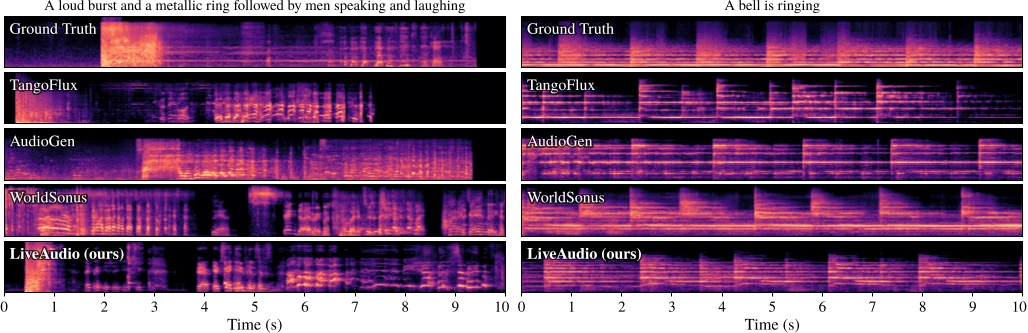 A loud burst and a metallic ring followed by men speaking and laughing
Ground Truth
TangoFlux
AudioGen
WorldSonus
LiveAudio (ours)
0 1 2 3 4 5 6 7 8 9 10
Time (s)
A bell is ringing
Ground Truth
TangoFlux
AudioGen
WorldSonus
LiveAudio (ours)
0 1 2 3 4 5 6 7 8 9 10
Time (s)